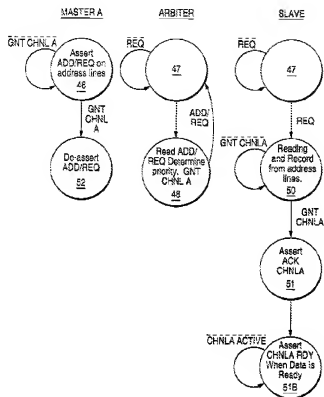 MASTER A
GNT CHNL A
Assert
ADD/REQ on
address lines
46
GNT
CHNL
A
De-assert
ADD/REQ
52
ARBITER
REQ
47
ADD/
REQ
Read ADD/
REQ Determine
priority. GNT
CHNL A
48
SLAVE
REQ
47
REQ
GNT CHNLA
Reading
and Record
from address
lines.
50
GNT
CHNLA
Assert
ACK
CHNLA
51
CHNLA ACTIVE
Assert
CHNLA RDY
When Data is
Ready
51B